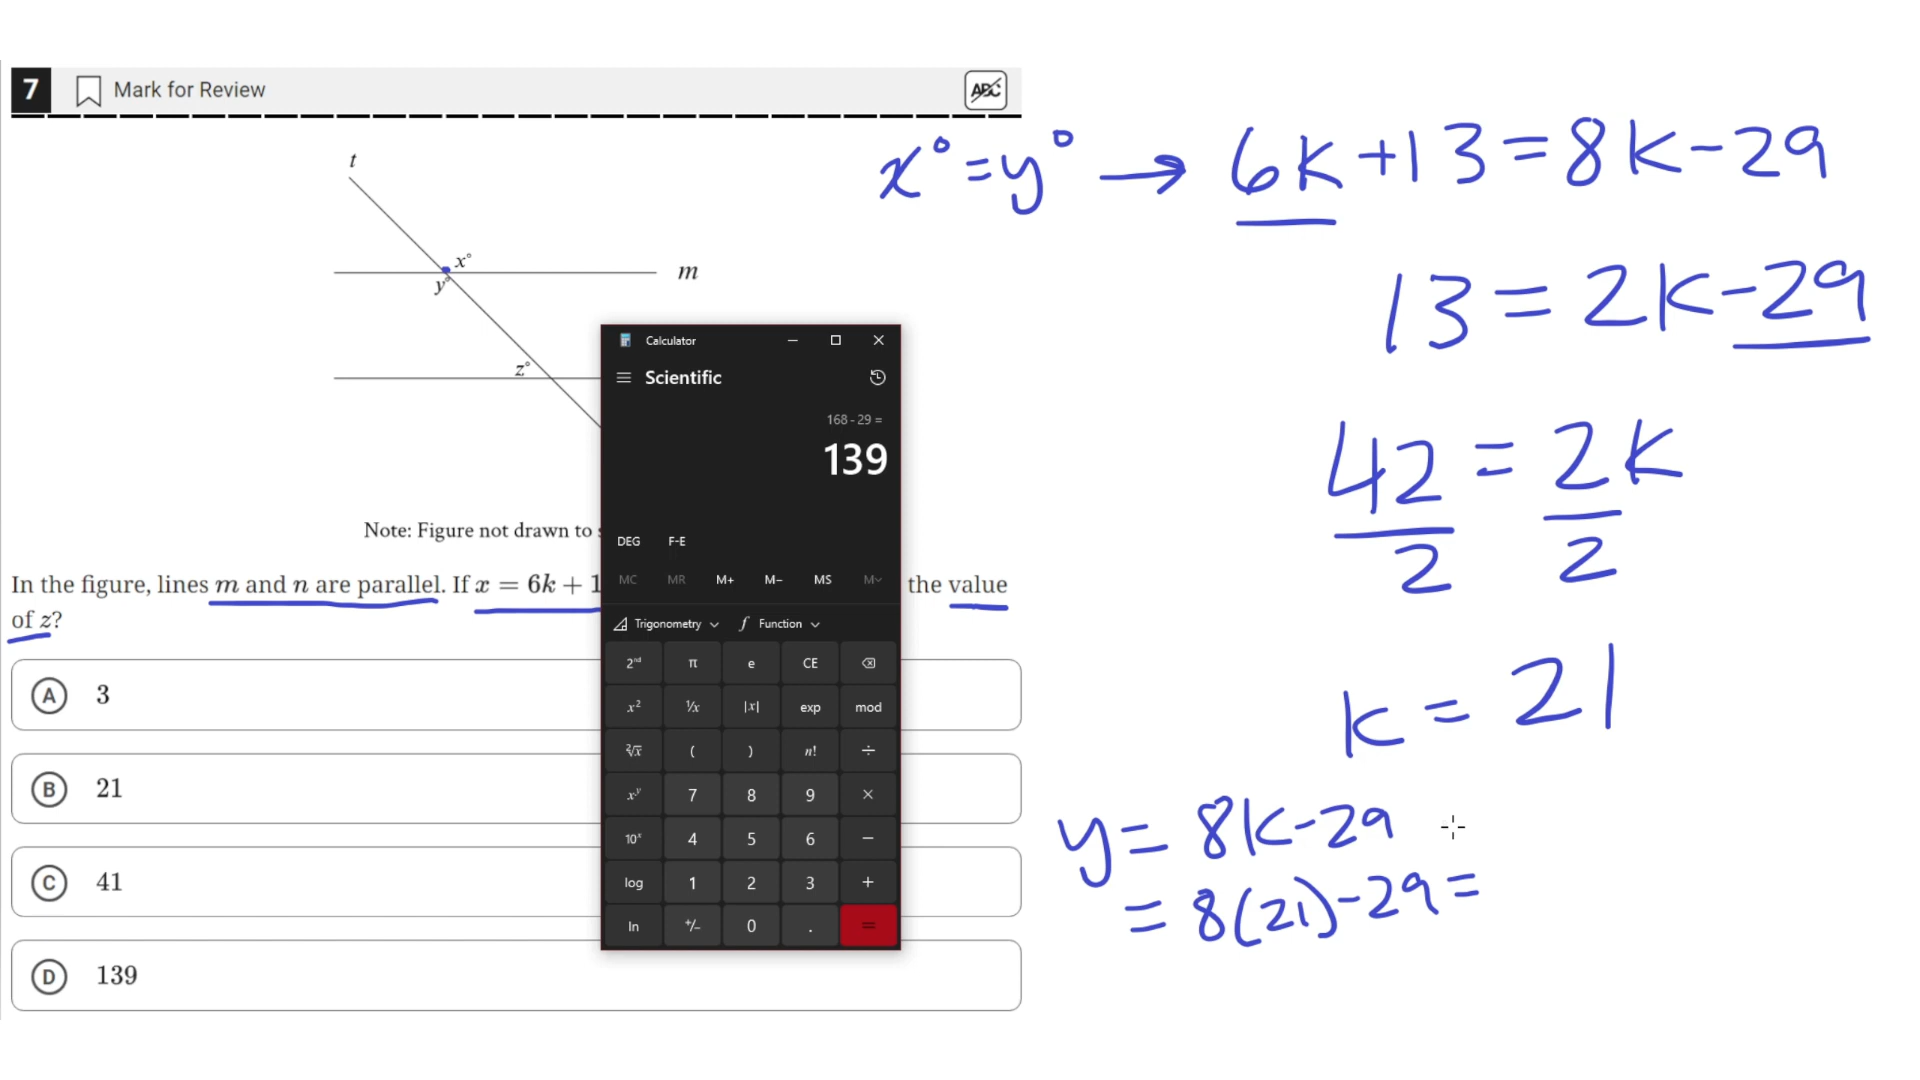 7 Mark for Review ABC
t
x°
m
y°
z°
Note: Figure not drawn to
In the figure, lines m and n are parallel. If x = 6k + 1 the value
of z?
A 3
B 21
C 41
D 139
Calculator
Scientific
168 - 29 =
139
DEG F-E
MC MR M+ M- MS M
Trigonometry f Function
2nd π e CE
x² ¹/x |x| exp mod
²√x ( ) n! ÷
xʸ 7 8 9 ×
10ˣ 4 5 6 −
log 1 2 3 +
ln +/− 0 . =
x° = y° → 6k + 13 = 8k − 29
13 = 2k − 29
42 = 2k
2 2
k = 21
y = 8k − 29
= 8(21) − 29 =